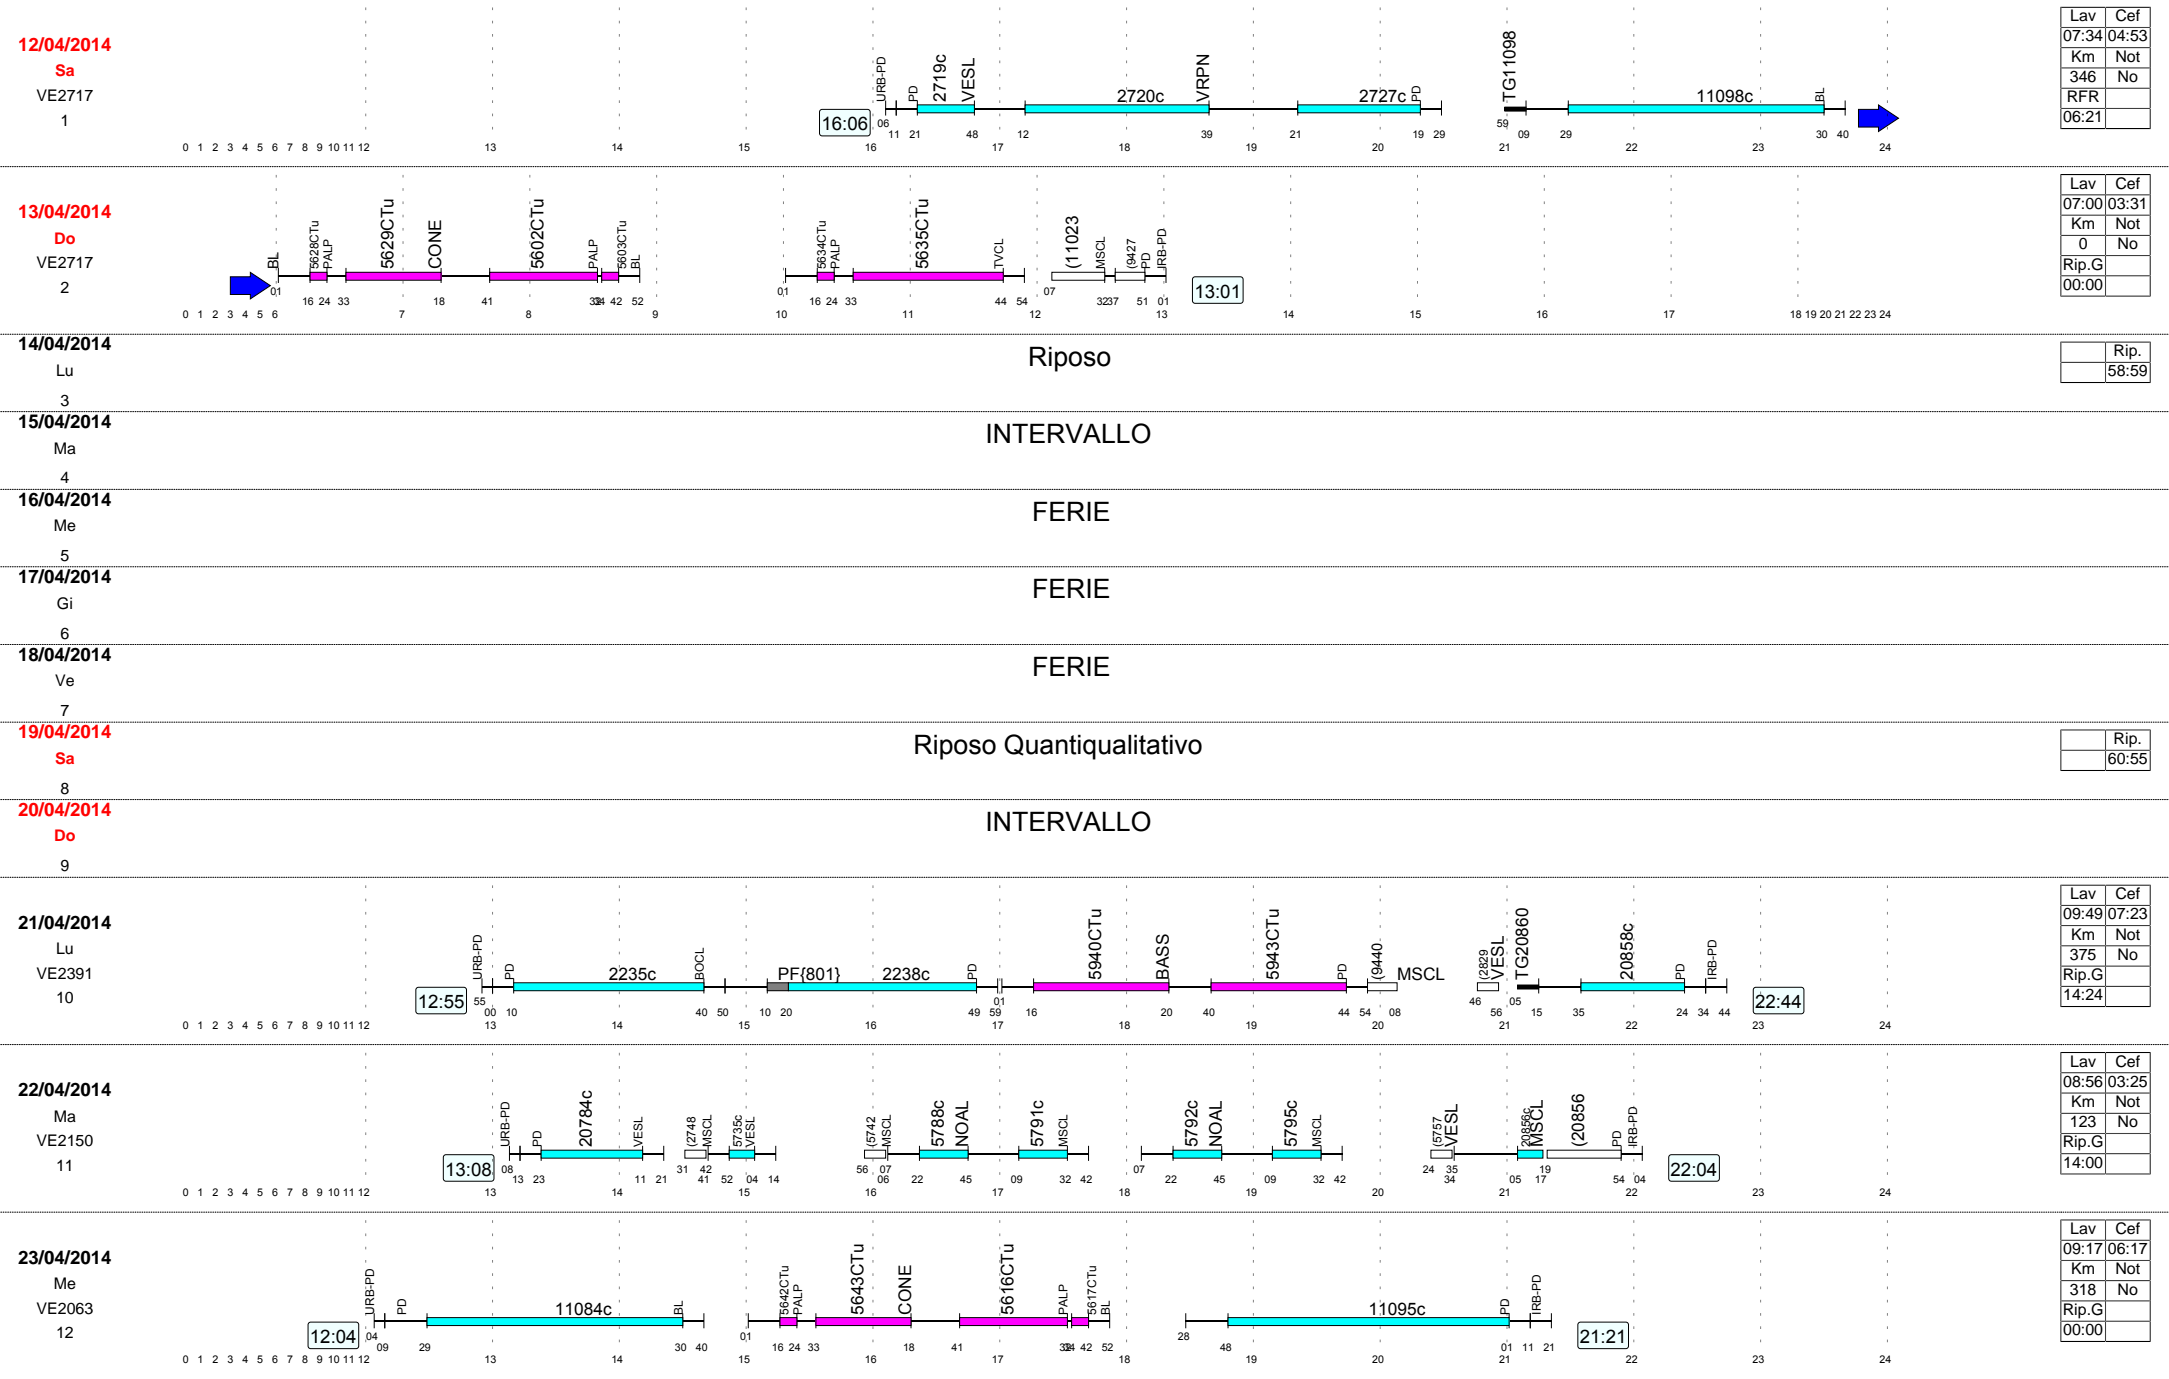 12/04/2014
Sa
VE2717
1
16:06
URB-PD PD 2719c VESL 2720c VRPN 2727c PD TG11098 11098c BL
06 11 21 48 12 39 21 19 29 59 09 29 30 40
0 1 2 3 4 5 6 7 8 9 10 11 12 13 14 15 16 17 18 19 20 21 22 23 24
Lav Cef
07:34 04:53
Km Not
346 No
RFR
06:21
13/04/2014
Do
VE2717
2
BL 5628CTu PALP 5629CTu CONE 5602CTu PALP 5603CTu BL 5634CTu PALP 5635CTu TVCL (11023 MSCL (9427 PD IRB-PD
01 16 24 33 18 41 39 34 42 52 01 16 24 33 44 54 07 32 37 51 01
13:01
0 1 2 3 4 5 6 7 8 9 10 11 12 13 14 15 16 17 18 19 20 21 22 23 24
Lav Cef
07:00 03:31
Km Not
0 No
Rip.G
00:00
14/04/2014
Lu
3
Riposo
Rip.
58:59
15/04/2014
Ma
4
INTERVALLO
16/04/2014
Me
5
FERIE
17/04/2014
Gi
6
FERIE
18/04/2014
Ve
7
FERIE
19/04/2014
Sa
8
Riposo Quantiqualitativo
Rip.
60:55
20/04/2014
Do
9
INTERVALLO
21/04/2014
Lu
VE2391
10
12:55
URB-PD PD 2235c BOCL PF{801} 2238c PD 5940CTu BASS 5943CTu PD (9440 MSCL (2829 VESL TG20860 20858c PD IRB-PD
55 00 10 40 50 10 20 49 59 01 16 20 40 44 54 08 46 56 05 15 35 24 34 44
22:44
0 1 2 3 4 5 6 7 8 9 10 11 12 13 14 15 16 17 18 19 20 21 22 23 24
Lav Cef
09:49 07:23
Km Not
375 No
Rip.G
14:24
22/04/2014
Ma
VE2150
11
13:08
URB-PD PD 20784c VESL (2748 MSCL 5735c VESL (5742 MSCL 5788c NOAL 5791c MSCL 5792c NOAL 5795c MSCL (5757 VESL 20856c MSCL (20856 PD IRB-PD
08 13 23 11 21 31 41 42 52 04 14 56 06 07 22 45 09 32 42 07 22 45 09 32 42 24 34 35 05 17 19 54 04
22:04
0 1 2 3 4 5 6 7 8 9 10 11 12 13 14 15 16 17 18 19 20 21 22 23 24
Lav Cef
08:56 03:25
Km Not
123 No
Rip.G
14:00
23/04/2014
Me
VE2063
12
12:04
URB-PD PD 11084c BL 5642CTu PALP 5643CTu CONE 5616CTu PALP 5617CTu BL 11095c PD IRB-PD
04 09 29 30 40 01 16 24 33 18 41 39 34 42 52 28 48 01 11 21
21:21
0 1 2 3 4 5 6 7 8 9 10 11 12 13 14 15 16 17 18 19 20 21 22 23 24
Lav Cef
09:17 06:17
Km Not
318 No
Rip.G
00:00